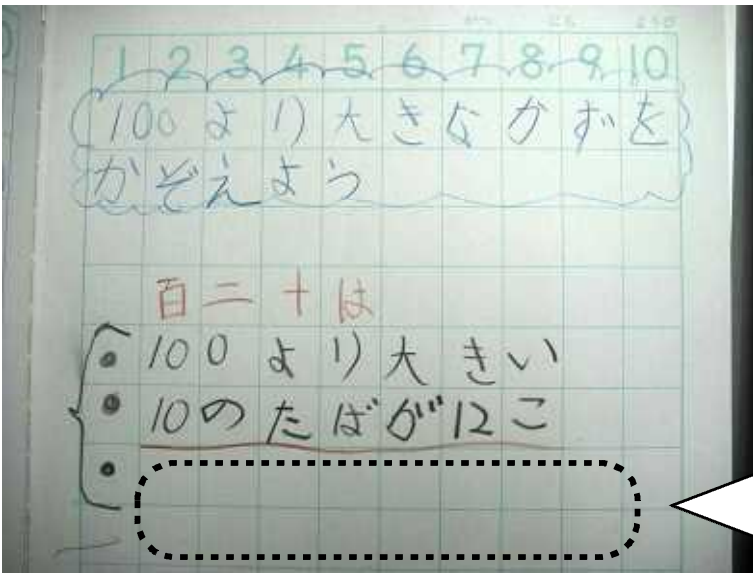 1 2 3 4 5 6 7 8 9 10
100より大きなかずを
かぞえよう
百二十は
100より大きい
10のたばが12こ